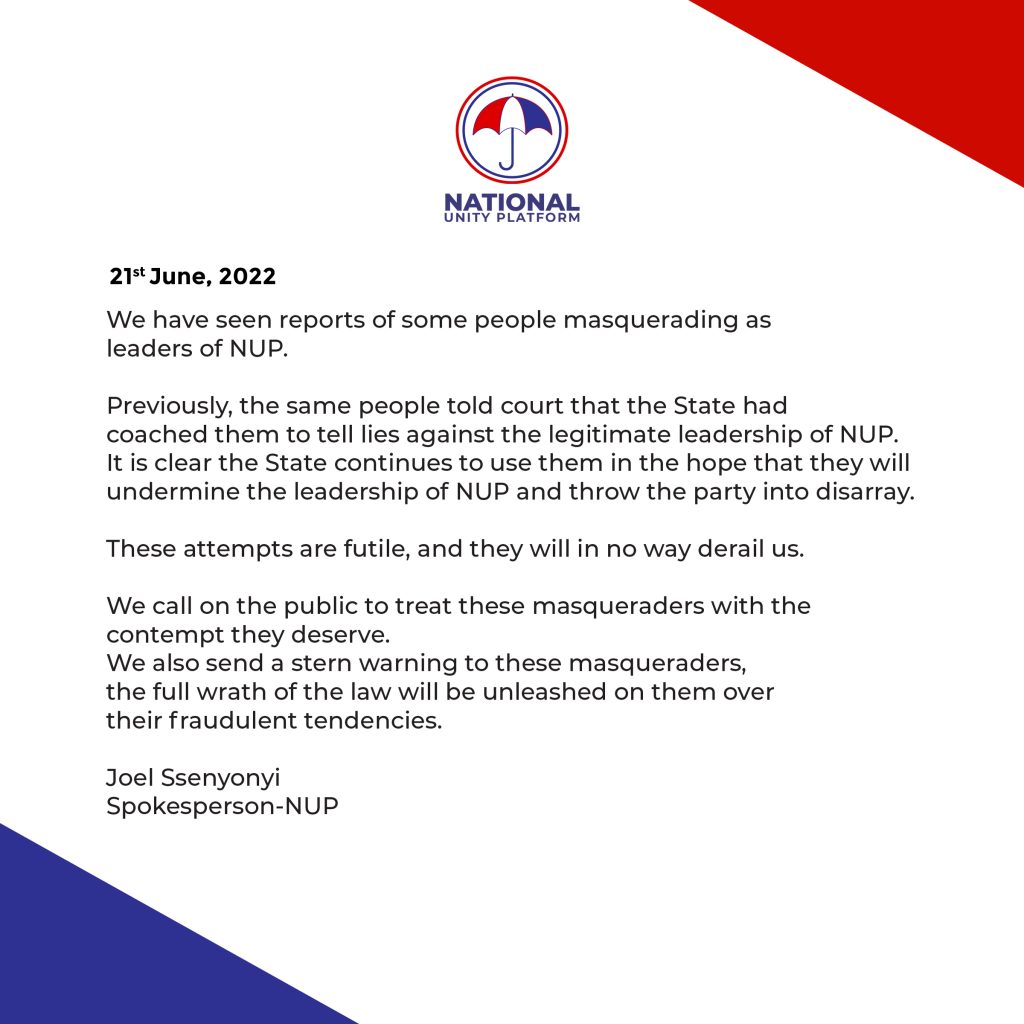 NATIONAL
UNITY PLATFORM
21st June, 2022
We have seen reports of some people masquerading as
leaders of NUP.
Previously, the same people told court that the State had
coached them to tell lies against the legitimate leadership of NUP.
It is clear the State continues to use them in the hope that they will
undermine the leadership of NUP and throw the party into disarray.
These attempts are futile, and they will in no way derail us.
We call on the public to treat these masqueraders with the
contempt they deserve.
We also send a stern warning to these masqueraders,
the full wrath of the law will be unleashed on them over
their fraudulent tendencies.
Joel Ssenyonyi
Spokesperson-NUP